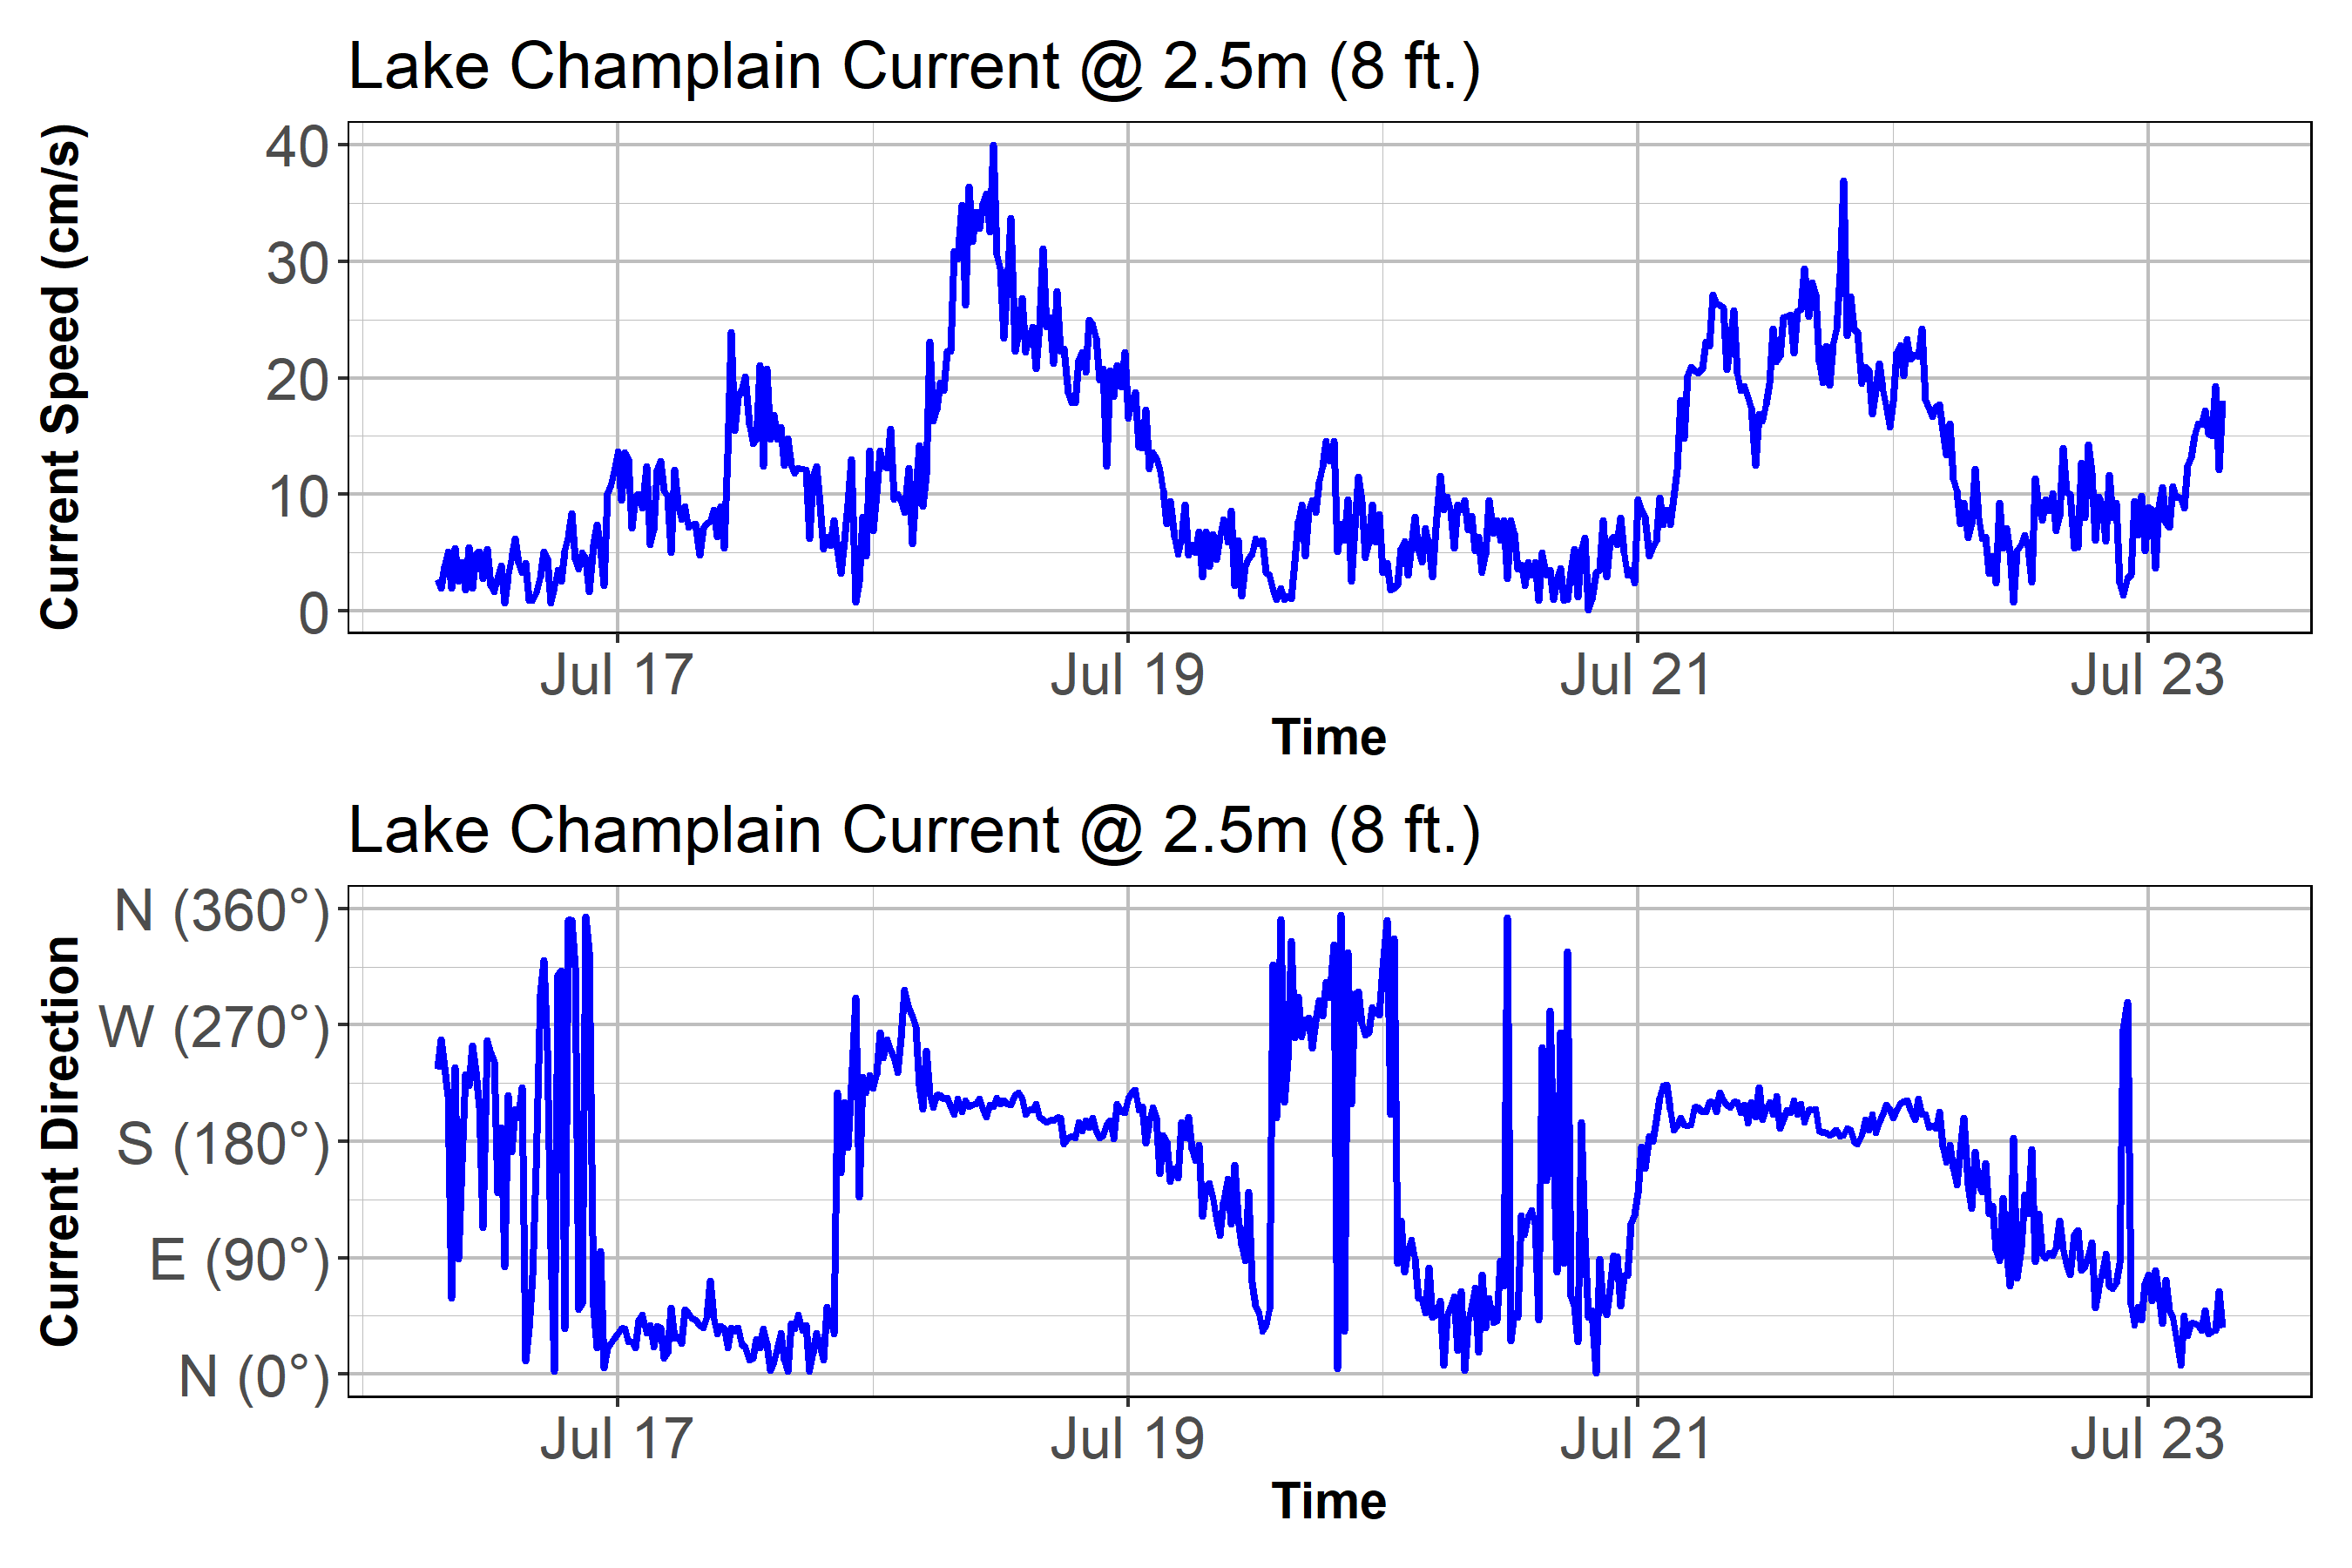 Lake Champlain Current @ 2.5m (8 ft.)
Current Speed (cm/s)
40
30
20
10
0
Jul 17
Jul 19
Jul 21
Jul 23
Time
Lake Champlain Current @ 2.5m (8 ft.)
Current Direction
N (360°)
W (270°)
S (180°)
E (90°)
N (0°)
Jul 17
Jul 19
Jul 21
Jul 23
Time